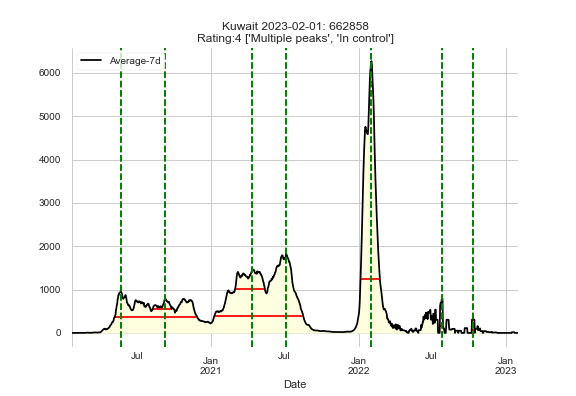 Kuwait 2023-02-01: 662858
Rating:4 ['Multiple peaks', 'In control']
Average-7d
6000
5000
4000
3000
2000
1000
0
Jul
Jan
2021
Jul
Jan
2022
Jul
Jan
2023
Date